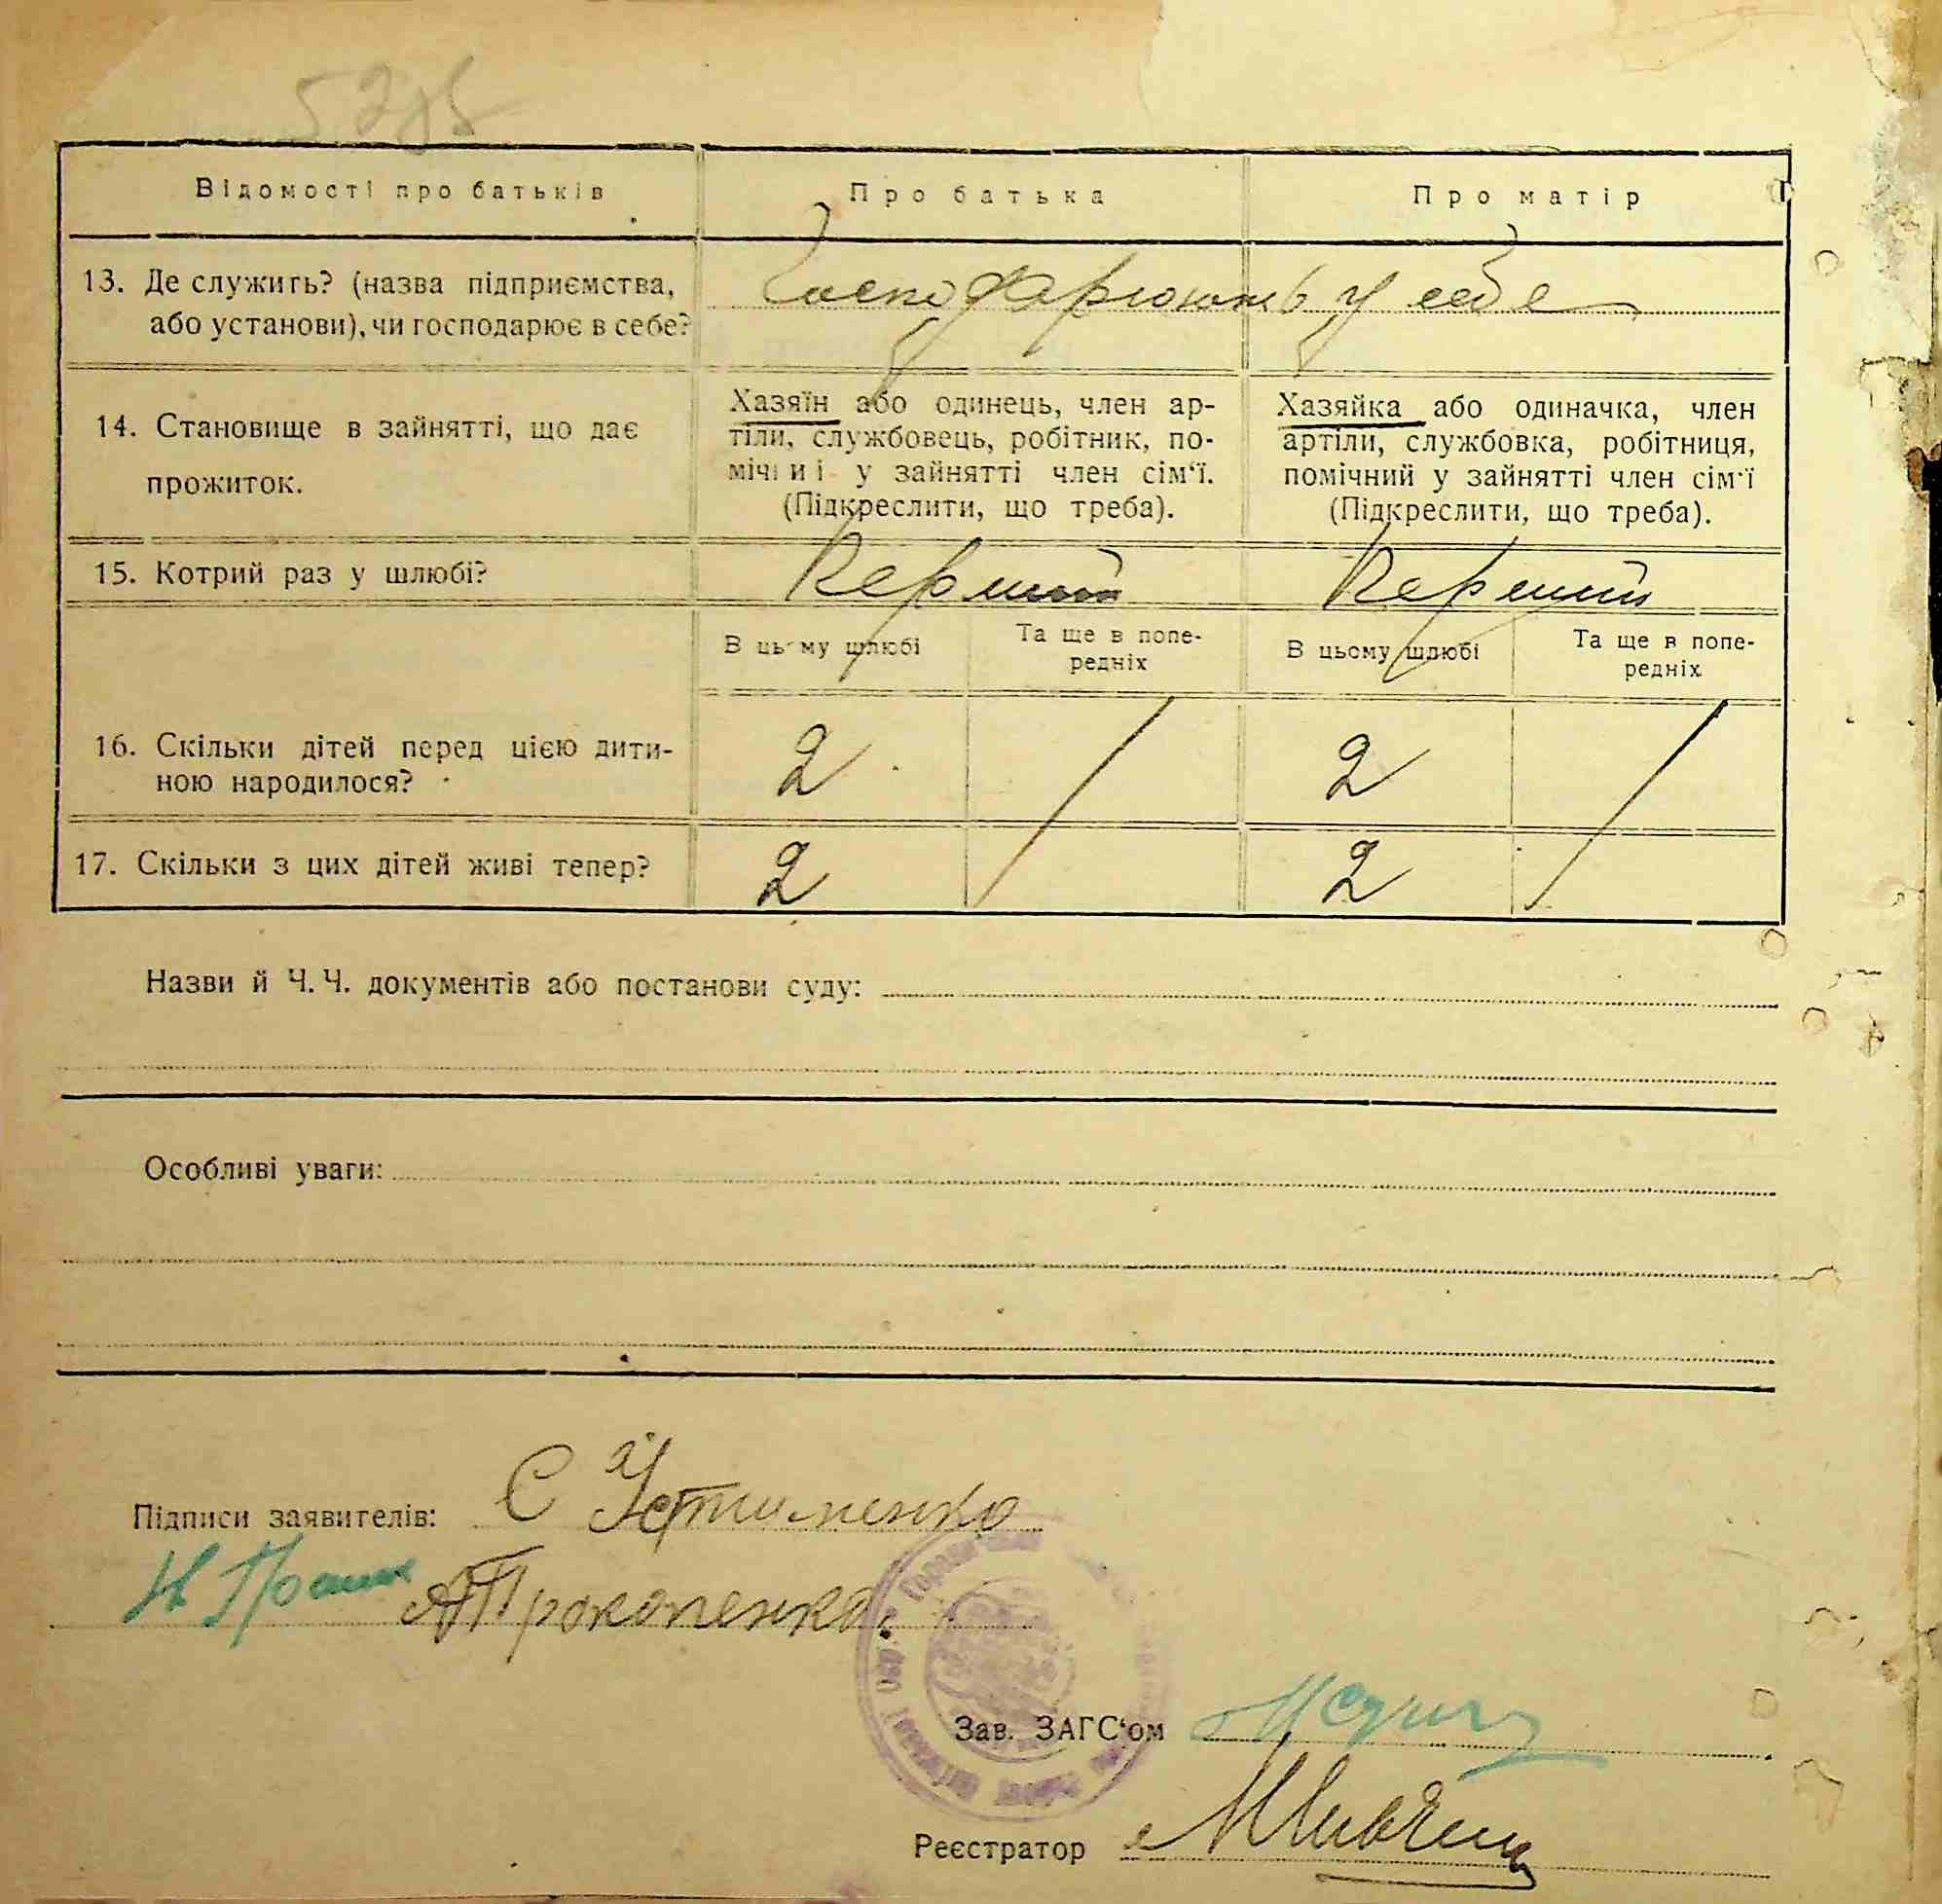 Відомості про батьків
Про батька
Про матір
13. Де служить? (назва підприємства,
або установи), чи господарює в себе?
Господарюють у себе
14. Становище в зайнятті, що дає
прожиток.
Хазяїн або одинець, член ар-
тіли, службовець, робітник, по-
мічний у зайнятті член сім'ї.
(Підкреслити, що треба).
Хазяйка або одиначка, член
артіли, службовка, робітниця,
помічний у зайнятті член сім'ї
(Підкреслити, що треба).
15. Котрий раз у шлюбі?
Перший
Перший
В цьому шлюбі
Та ще в попе-
редніх
В цьому шлюбі
Та ще в попе-
редніх
16. Скільки дітей перед цією дити-
ною народилося?
2
2
17. Скільки з цих дітей живі тепер?
2
2
Назви й Ч. Ч. документів або постанови суду:
Особливі уваги:
Підписи заявителів: С Устименко
А Прокопенко
Зав. ЗАГС'ом
Реєстратор